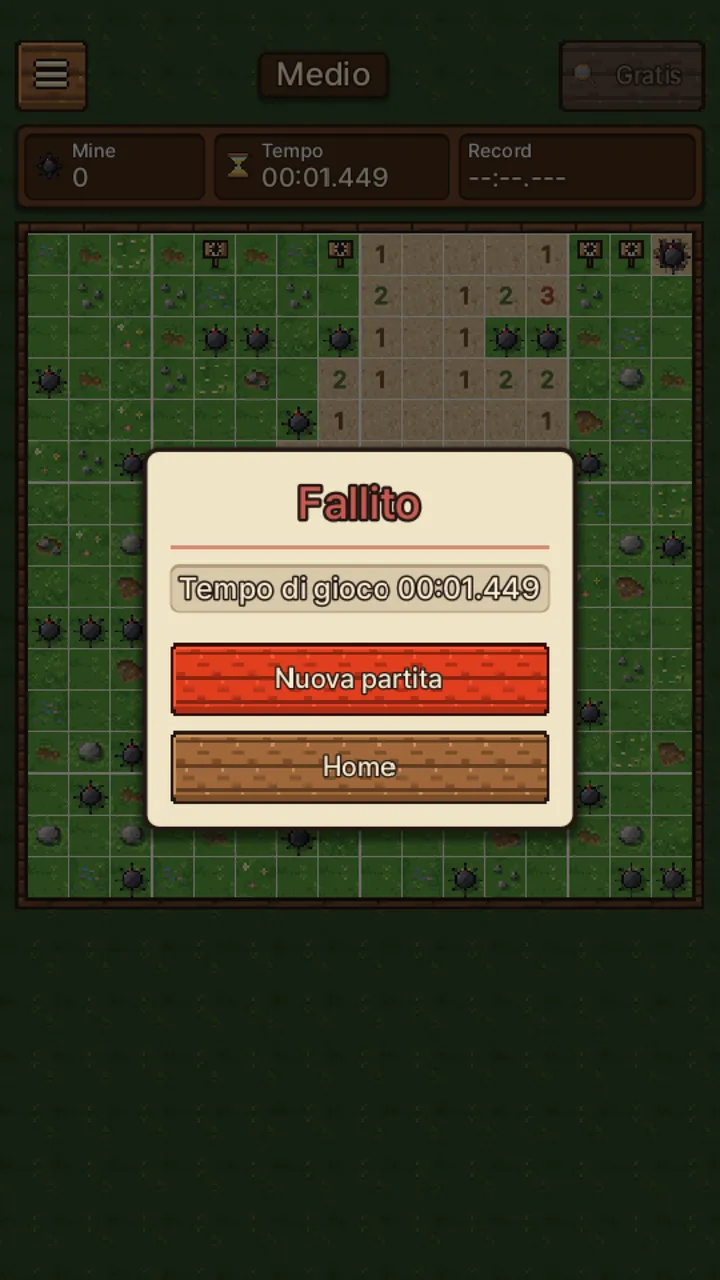 Medio
Gratis
Mine
0
Tempo
00:01.449
Record
--:--.---
1 1
2 1 2 3
1 1
2 1 1 2 2
1 1
Fallito
Tempo di gioco 00:01.449
Nuova partita
Home